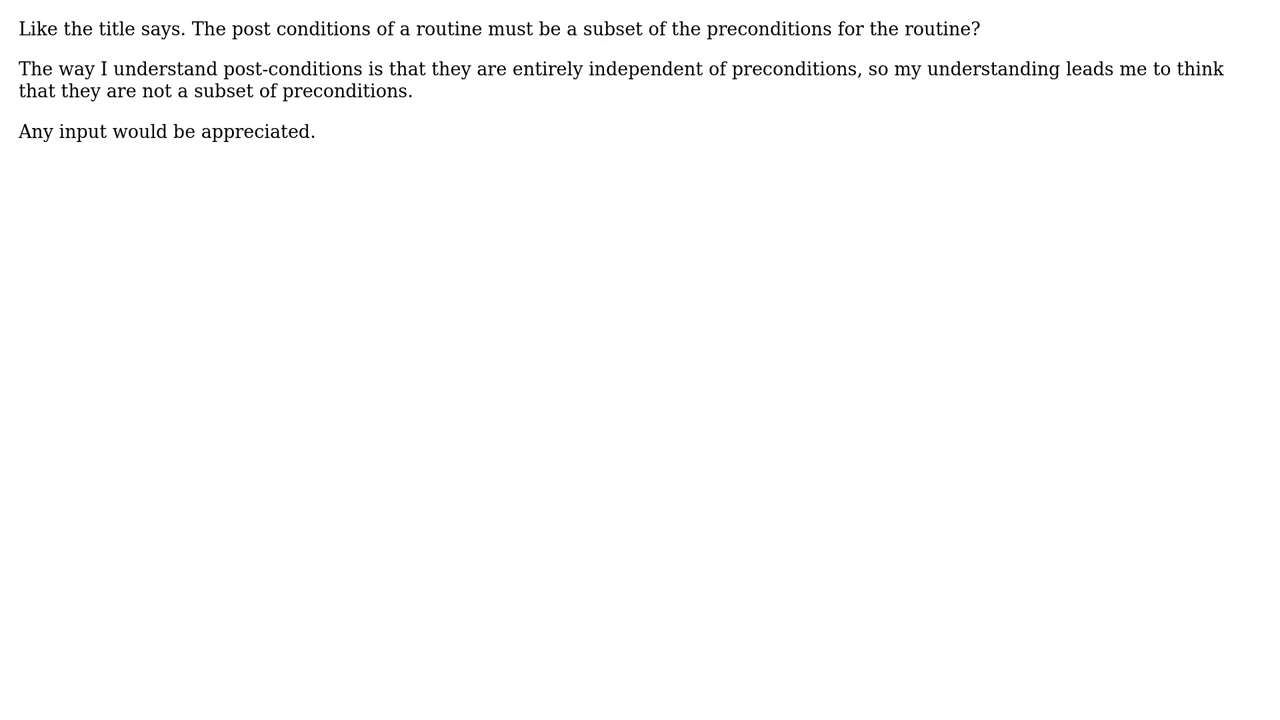 Like the title says. The post conditions of a routine must be a subset of the preconditions for the routine?
The way I understand post-conditions is that they are entirely independent of preconditions, so my understanding leads me to think
that they are not a subset of preconditions.
Any input would be appreciated.